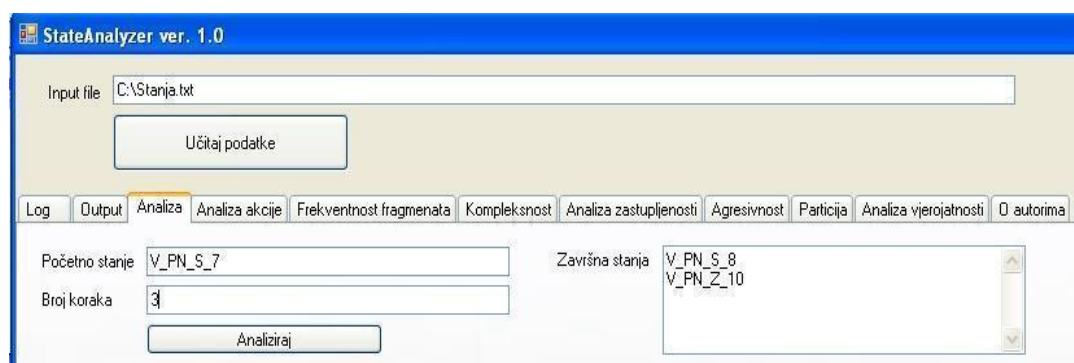 StateAnalyzer ver. 1.0
Input file C:\Stanja.txt
Učitaj podatke
Log Output Analiza Analiza akcije Frekventnost fragmenata Kompleksnost Analiza zastupljenosti Agresivnost Particija Analiza vjerojatnosti O autorima
Početno stanje V_PN_S_7
Broj koraka 3
Analiziraj
Završna stanja V_PN_S_8
V_PN_Z_10